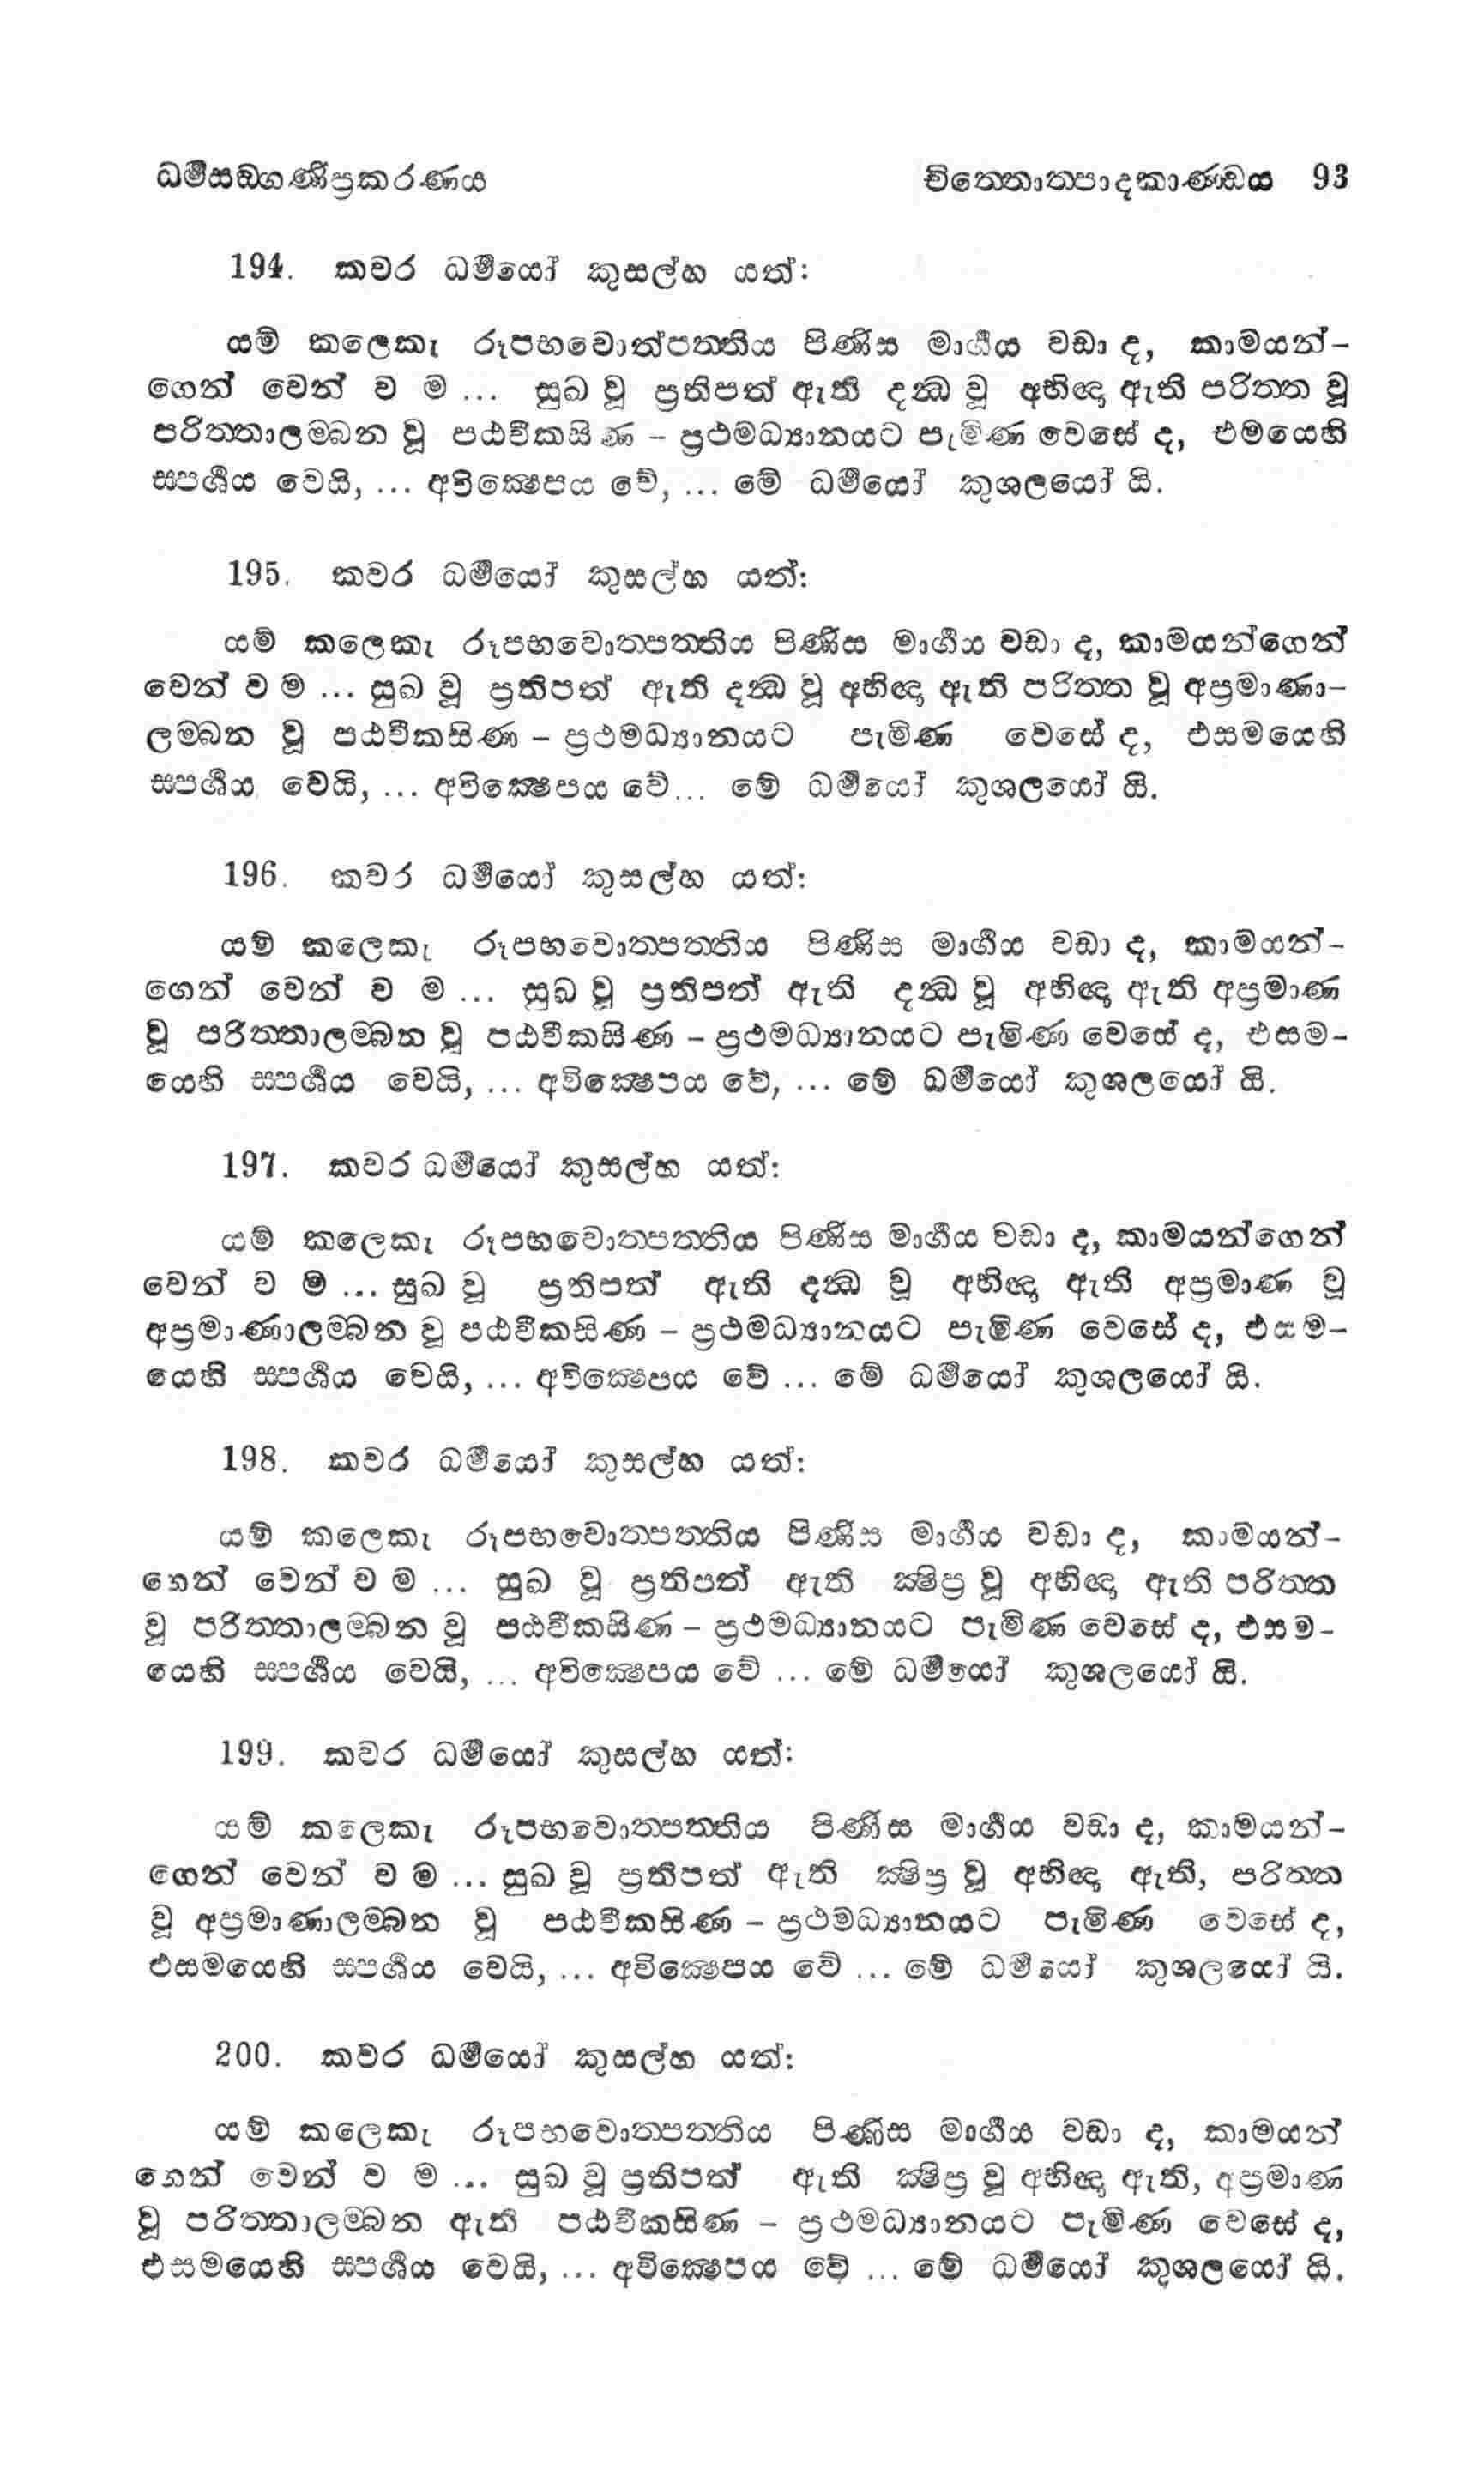 ධර්මසඞ්ගණිප්‍රකරණය	චිත්තොත්පාදකාණ්ඩය 93
194. කවර ධර්මයෝ කුසල්හ යත්:
යම් කලෙකැ රූපභවොත්පත්තිය පිණිස මාර්ගය වඩා ද, කාමයන්-
ගෙන් වෙන් ව ම ... සුඛ වූ ප්‍රතිපත් ඇති දන්ධ වූ අභිඥා ඇති පරිත්ත වූ
පරිත්තාලම්බන වූ පඨවීකසිණ – ප්‍රථමධ්‍යානයට පැමිණ වෙසේ ද, එමයෙහි
ස්පර්ශය වෙයි, ... අවික්‍ෂෙපය වේ, ... මේ ධර්මයෝ කුශලයෝ යි.
195. කවර ධර්මයෝ කුසල්හ යත්:
යම් කලෙකැ රූපභවොත්පත්තිය පිණිස මාර්ගය වඩා ද, කාමයන්ගෙන්
වෙන් ව ම ... සුඛ වූ ප්‍රතිපත් ඇති දන්ධ වූ අභිඥා ඇති පරිත්ත වූ අප්‍රමාණා-
ලම්බන වූ පඨවීකසිණ – ප්‍රථමධ්‍යානයට පැමිණ වෙසේ ද, එසමයෙහි
ස්පර්ශය වෙයි, ... අවික්‍ෂෙපය වේ... මේ ධර්මයෝ කුශලයෝ යි.
196. කවර ධර්මයෝ කුසල්හ යත්:
යම් කලෙකැ රූපභවොත්පත්තිය පිණිස මාර්ගය වඩා ද, කාමයන්-
ගෙන් වෙන් ව ම ... සුඛ වූ ප්‍රතිපත් ඇති දන්ධ වූ අභිඥා ඇති අප්‍රමාණ
වූ පරිත්තාලම්බන වූ පඨවීකසිණ – ප්‍රථමධ්‍යානයට පැමිණ වෙසේ ද, එසම-
යෙහි ස්පර්ශය වෙයි, ... අවික්‍ෂෙපය වේ, ... මේ ධර්මයෝ කුශලයෝ යි.
197. කවර ධර්මයෝ කුසල්හ යත්:
යම් කලෙකැ රූපභවොත්පත්තිය පිණිස මාර්ගය වඩා ද, කාමයන්ගෙන්
වෙන් ව ම ... සුඛ වූ ප්‍රතිපත් ඇති දන්ධ වූ අභිඥා ඇති අප්‍රමාණ වූ
අප්‍රමාණාලම්බන වූ පඨවීකසිණ – ප්‍රථමධ්‍යානයට පැමිණ වෙසේ ද, එසම-
යෙහි ස්පර්ශය වෙයි, ... අවික්‍ෂෙපය වේ ... මේ ධර්මයෝ කුශලයෝ යි.
198. කවර ධර්මයෝ කුසල්හ යත්:
යම් කලෙකැ රූපභවොත්පත්තිය පිණිස මාර්ගය වඩා ද, කාමයන්-
ගෙන් වෙන් ව ම ... සුඛ වූ ප්‍රතිපත් ඇති ක්‍ෂිප්‍ර වූ අභිඥා ඇති පරිත්ත
වූ පරිත්තාලම්බන වූ පඨවීකසිණ – ප්‍රථමධ්‍යානයට පැමිණ වෙසේ ද, එසම-
යෙහි ස්පර්ශය වෙයි, ... අවික්‍ෂෙපය වේ ... මේ ධර්මයෝ කුශලයෝ යි.
199. කවර ධර්මයෝ කුසල්හ යත්:
යම් කලෙකැ රූපභවොත්පත්තිය පිණිස මාර්ගය වඩා ද, කාමයන්-
ගෙන් වෙන් ව ම ... සුඛ වූ ප්‍රතිපත් ඇති ක්‍ෂිප්‍ර වූ අභිඥා ඇති, පරිත්ත
වූ අප්‍රමාණාලම්බන වූ පඨවීකසිණ – ප්‍රථමධ්‍යානයට පැමිණ වෙසේ ද,
එසමයෙහි ස්පර්ශය වෙයි, ... අවික්‍ෂෙපය වේ ... මේ ධර්මයෝ කුශලයෝ යි.
200. කවර ධර්මයෝ කුසල්හ යත්:
යම් කලෙකැ රූපභවොත්පත්තිය පිණිස මාර්ගය වඩා ද, කාමයන්
ගෙන් වෙන් ව ම ... සුඛ වූ ප්‍රතිපත් ඇති ක්‍ෂිප්‍ර වූ අභිඥා ඇති, අප්‍රමාණ
වූ පරිත්තාලම්බන ඇති පඨවීකසිණ – ප්‍රථමධ්‍යානයට පැමිණ වෙසේ ද,
එසමයෙහි ස්පර්ශය වෙයි, ... අවික්‍ෂෙපය වේ ... මේ ධර්මයෝ කුශලයෝ යි.